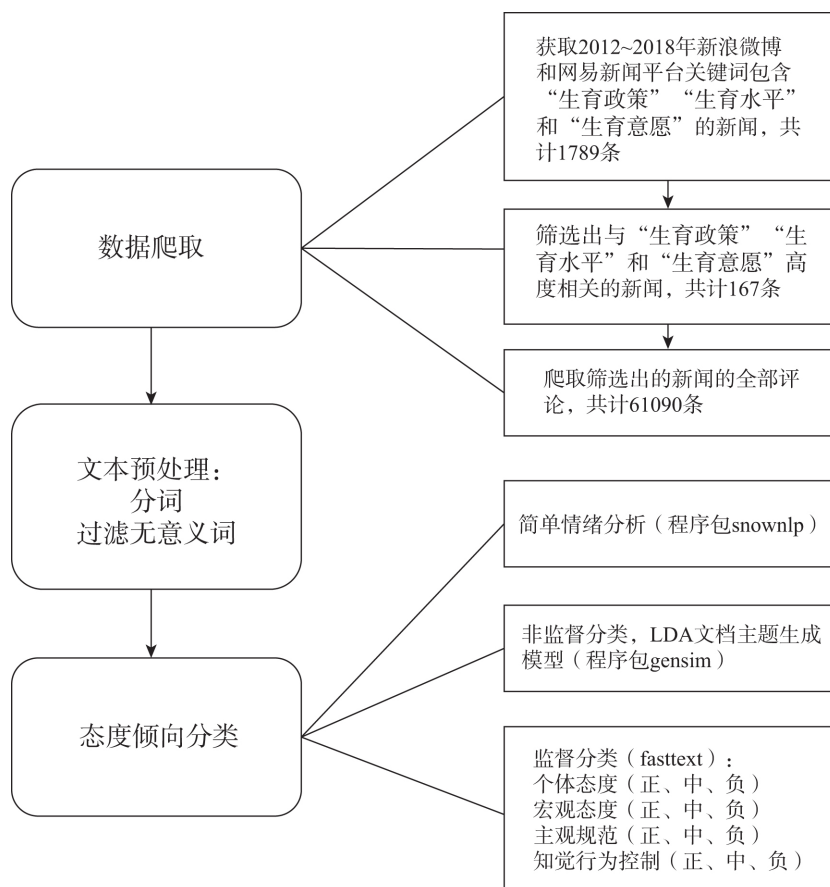 获取2012~2018年新浪微博
和网易新闻平台关键词包含
“生育政策” “生育水平”
和“生育意愿”的新闻，共
计1789条
数据爬取
筛选出与“生育政策” “生
育水平”和“生育意愿”高
度相关的新闻，共计167条
爬取筛选出的新闻的全部评
论，共计61090条
文本预处理：
分词
过滤无意义词
简单情绪分析（程序包snownlp）
非监督分类，LDA文档主题生成
模型（程序包gensim）
态度倾向分类
监督分类（fasttext）：
个体态度（正、中、负）
宏观态度（正、中、负）
主观规范（正、中、负）
知觉行为控制（正、中、负）